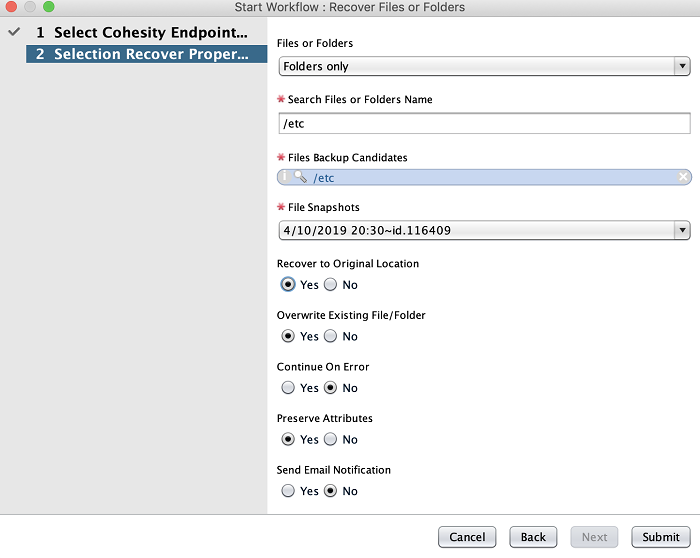 Start Workflow : Recover Files or Folders
1 Select Cohesity Endpoint...
2 Selection Recover Proper...
Files or Folders
Folders only
* Search Files or Folders Name
/etc
* Files Backup Candidates
/etc
* File Snapshots
4/10/2019 20:30~id.116409
Recover to Original Location
Yes No
Overwrite Existing File/Folder
Yes No
Continue On Error
Yes No
Preserve Attributes
Yes No
Send Email Notification
Yes No
Cancel Back Next Submit